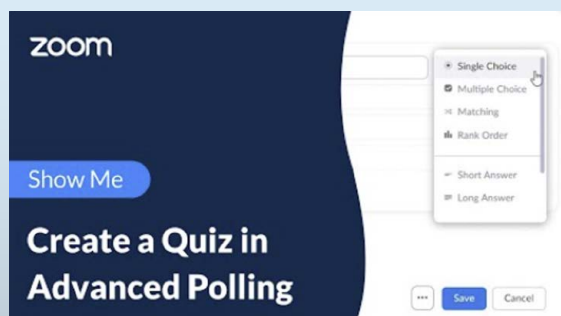 zoom
Show Me
Create a Quiz in
Advanced Polling
Single Choice
Multiple Choice
Matching
Rank Order
Short Answer
Long Answer
Save
Cancel